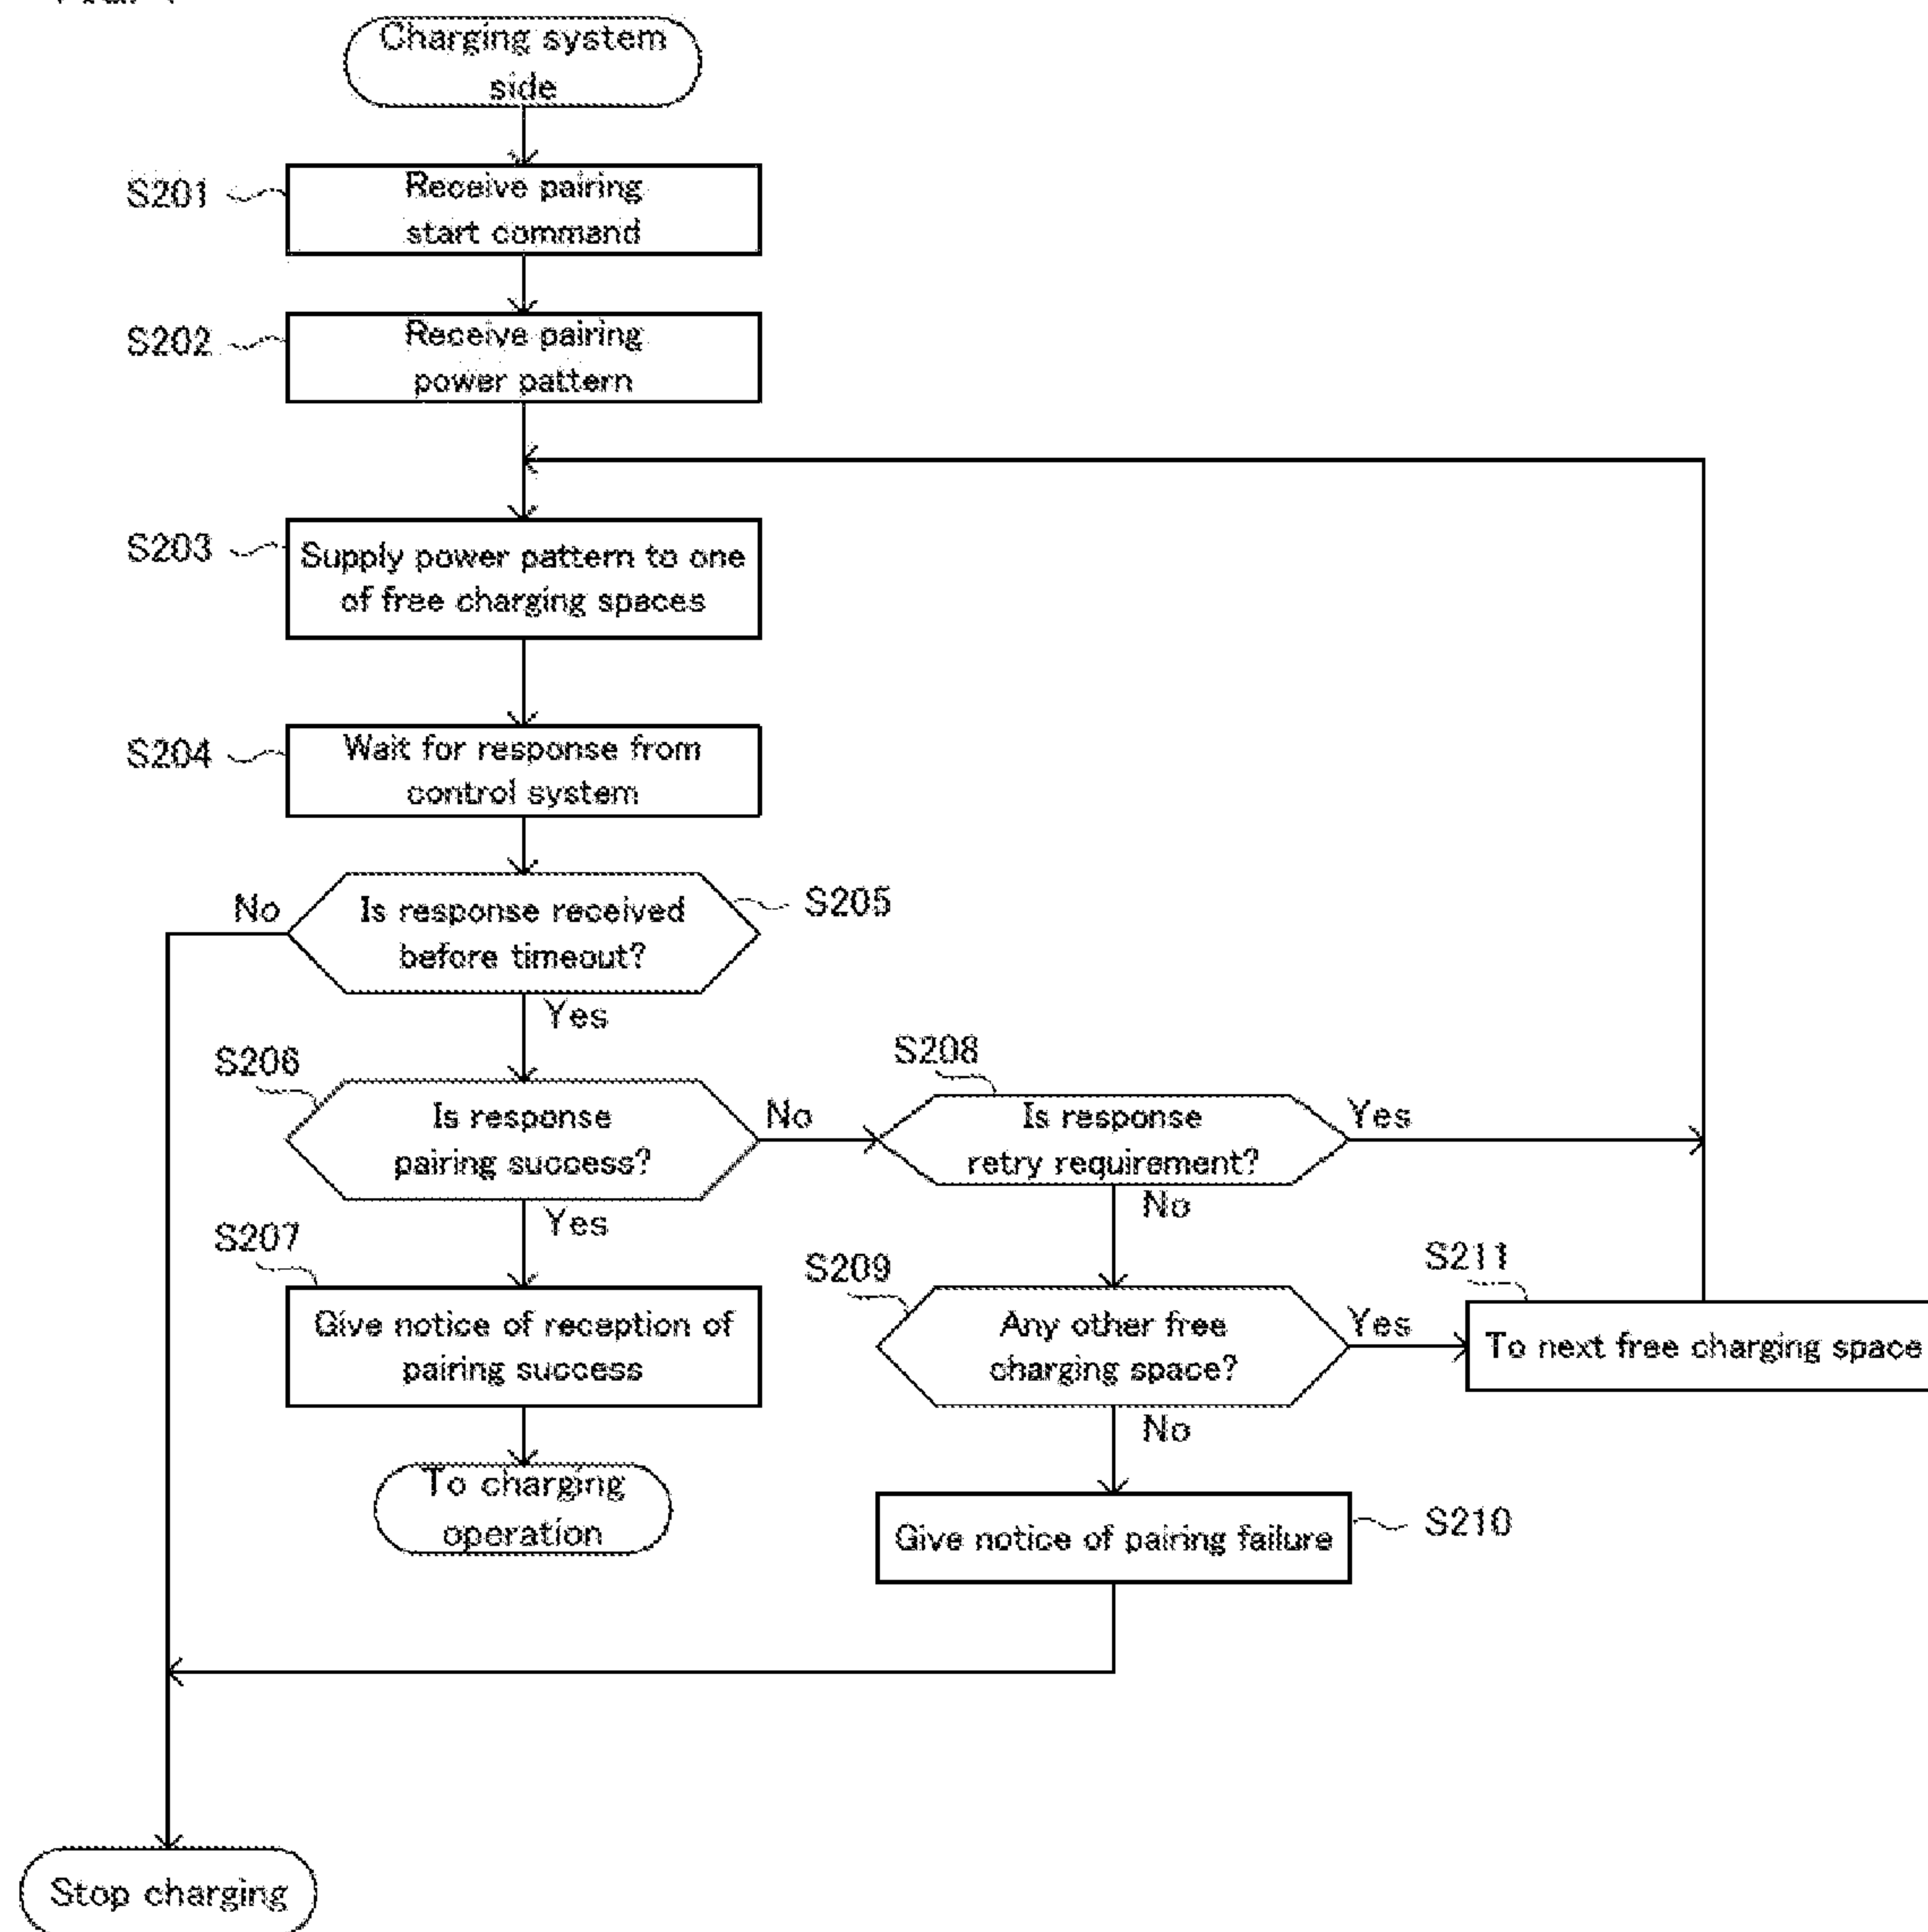 Charging system
side
S201
Receive pairing
start command
S202
Receive pairing
power pattern
S203
Supply power pattern to one
of free charging spaces
S204
Wait for response from
control system
No
Is response received
before timeout?
S205
Yes
S206
Is response
pairing success?
No
S208
Is response
retry requirement?
Yes
Yes
No
S207
Give notice of reception of
pairing success
S209
Any other free
charging space?
Yes
S211
To next free charging space
No
To charging
operation
Give notice of pairing failure
S210
Stop charging